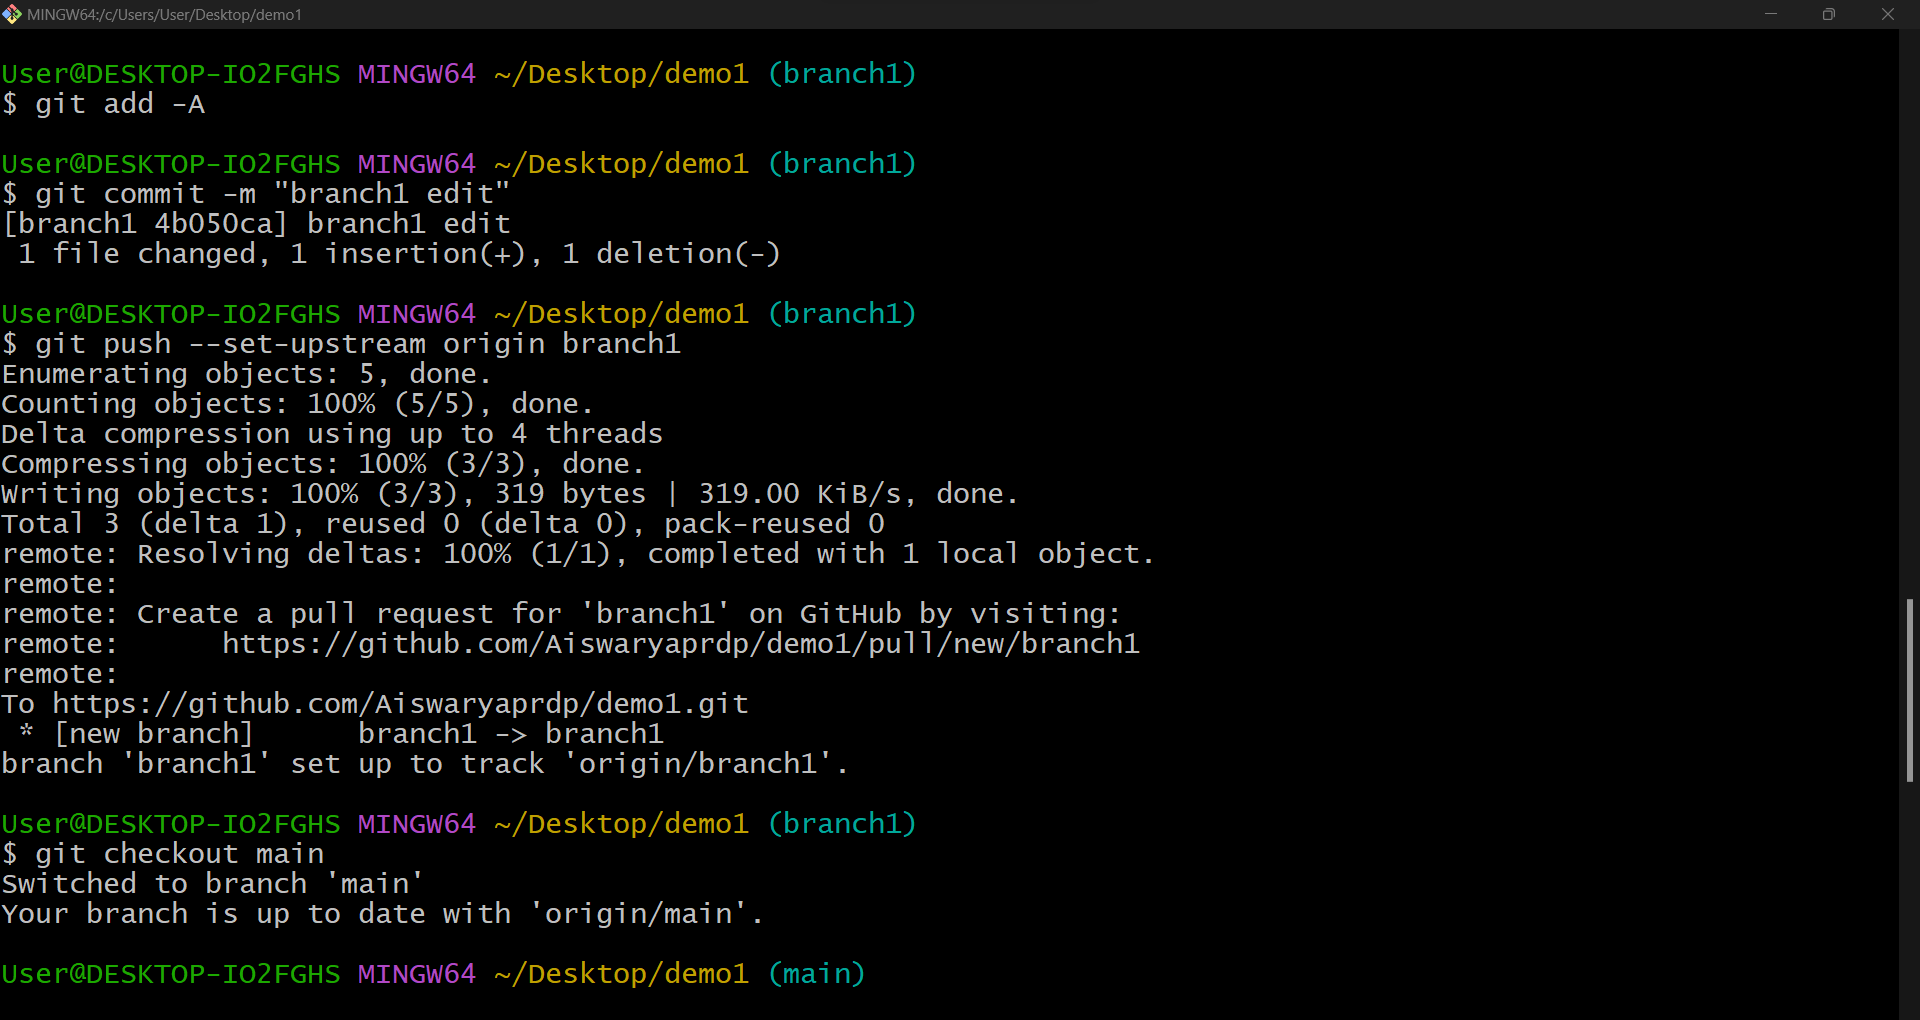 MINGW64:/c/Users/User/Desktop/demo1
User@DESKTOP-IO2FGHS MINGW64 ~/Desktop/demo1 (branch1)
$ git add -A
User@DESKTOP-IO2FGHS MINGW64 ~/Desktop/demo1 (branch1)
$ git commit -m "branch1 edit"
[branch1 4b050ca] branch1 edit
 1 file changed, 1 insertion(+), 1 deletion(-)
User@DESKTOP-IO2FGHS MINGW64 ~/Desktop/demo1 (branch1)
$ git push --set-upstream origin branch1
Enumerating objects: 5, done.
Counting objects: 100% (5/5), done.
Delta compression using up to 4 threads
Compressing objects: 100% (3/3), done.
Writing objects: 100% (3/3), 319 bytes | 319.00 KiB/s, done.
Total 3 (delta 1), reused 0 (delta 0), pack-reused 0
remote: Resolving deltas: 100% (1/1), completed with 1 local object.
remote:
remote: Create a pull request for 'branch1' on GitHub by visiting:
remote:      https://github.com/Aiswaryaprdp/demo1/pull/new/branch1
remote:
To https://github.com/Aiswaryaprdp/demo1.git
 * [new branch]      branch1 -> branch1
branch 'branch1' set up to track 'origin/branch1'.
User@DESKTOP-IO2FGHS MINGW64 ~/Desktop/demo1 (branch1)
$ git checkout main
Switched to branch 'main'
Your branch is up to date with 'origin/main'.
User@DESKTOP-IO2FGHS MINGW64 ~/Desktop/demo1 (main)